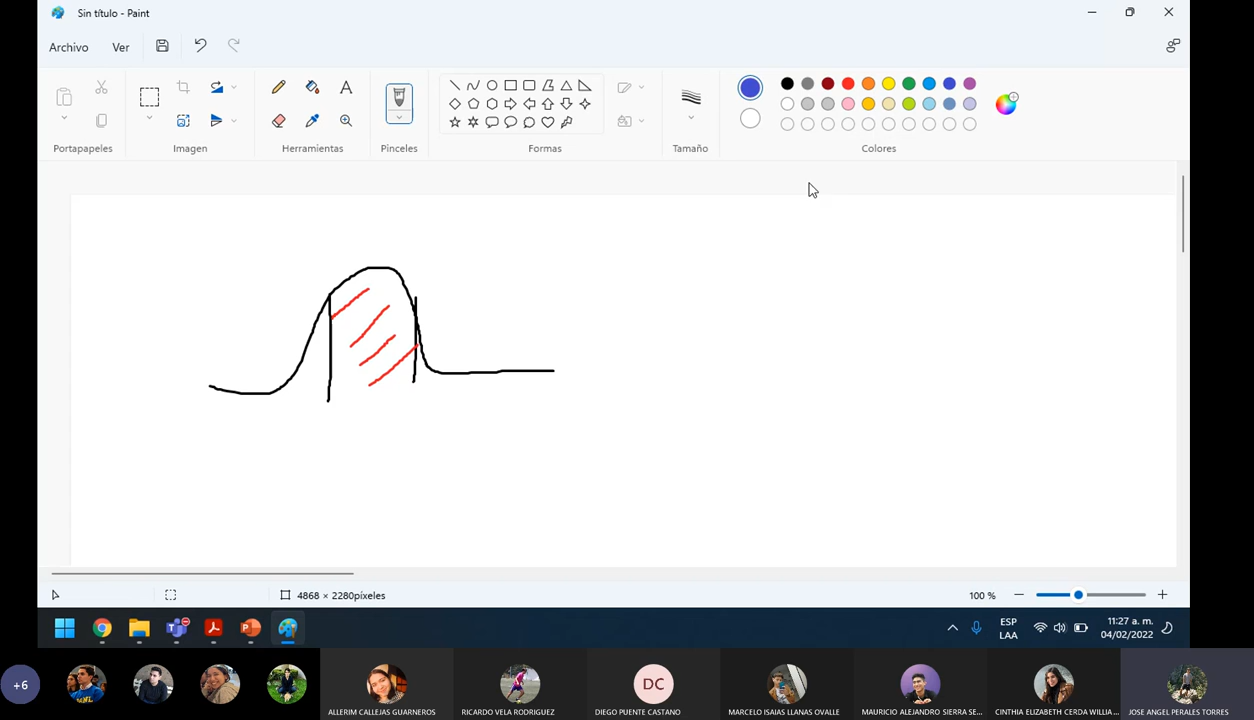 Sin título - Paint
Archivo Ver
A
Portapapeles Imagen Herramientas Pinceles Formas Tamaño Colores
4868 × 2280píxeles
100 %
ESP
LAA
11:27 a. m.
04/02/2022
+6
DC
ALLERIM CALLEJAS GUARNEROS RICARDO VELA RODRIGUEZ DIEGO PUENTE CASTANO MARCELO ISAIAS LLANAS OVALLE MAURICIO ALEJANDRO SIERRA SE... CINTHIA ELIZABETH CERDA WILLIA ... JOSE ANGEL PERALES TORRES